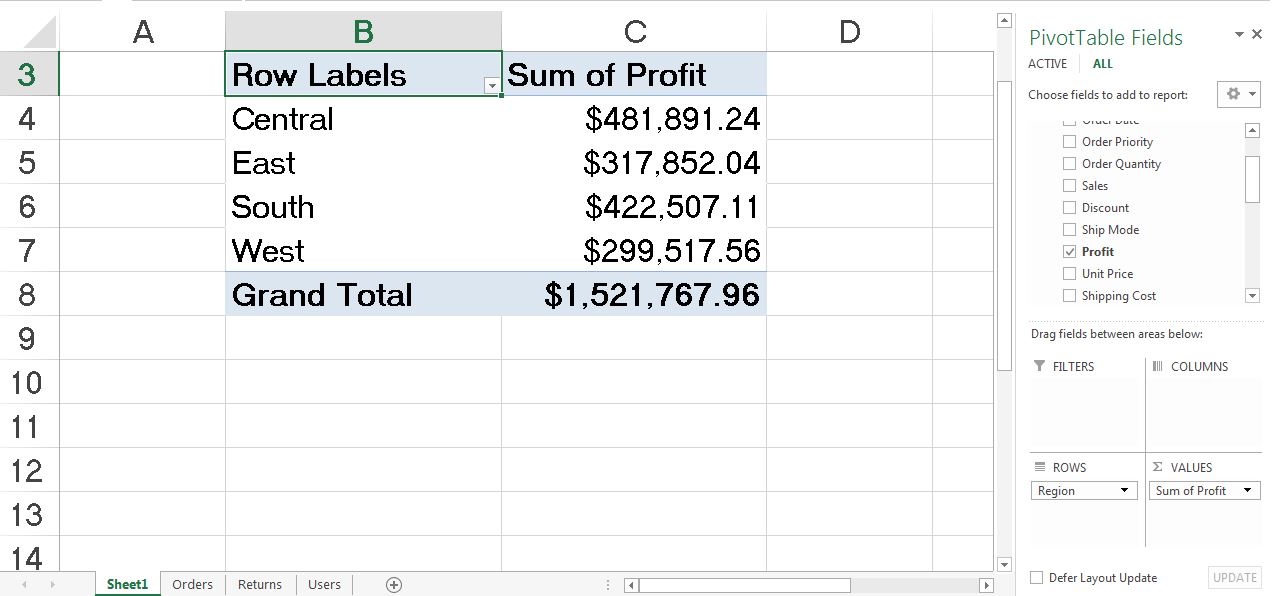 A B C D
3 Row Labels Sum of Profit
4 Central $481,891.24
5 East $317,852.04
6 South $422,507.11
7 West $299,517.56
8 Grand Total $1,521,767.96
9
10
11
12
13
14
Sheet1 Orders Returns Users
PivotTable Fields
ACTIVE ALL
Choose fields to add to report:
Order Date
Order Priority
Order Quantity
Sales
Discount
Ship Mode
Profit
Unit Price
Shipping Cost
Drag fields between areas below:
FILTERS COLUMNS
ROWS Σ VALUES
Region Sum of Profit
Defer Layout Update UPDATE